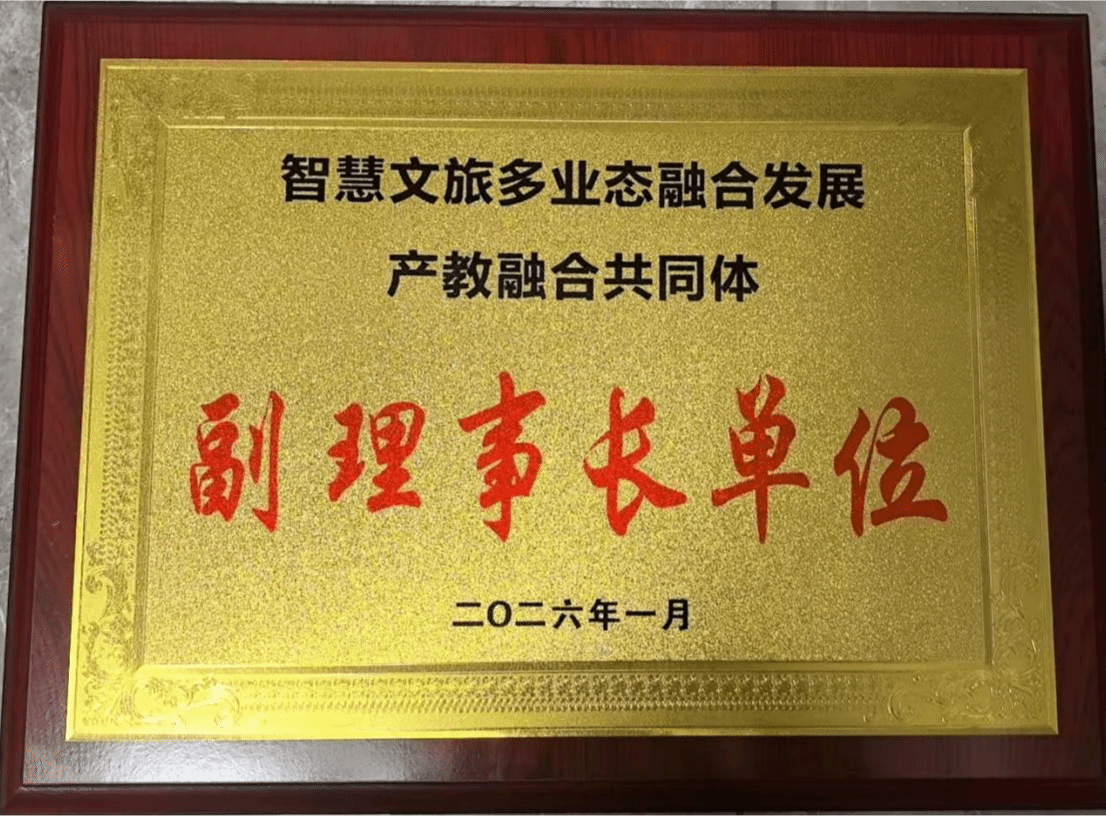 智慧文旅多业态融合发展
产教融合共同体
副理事长单位
二〇二六年一月